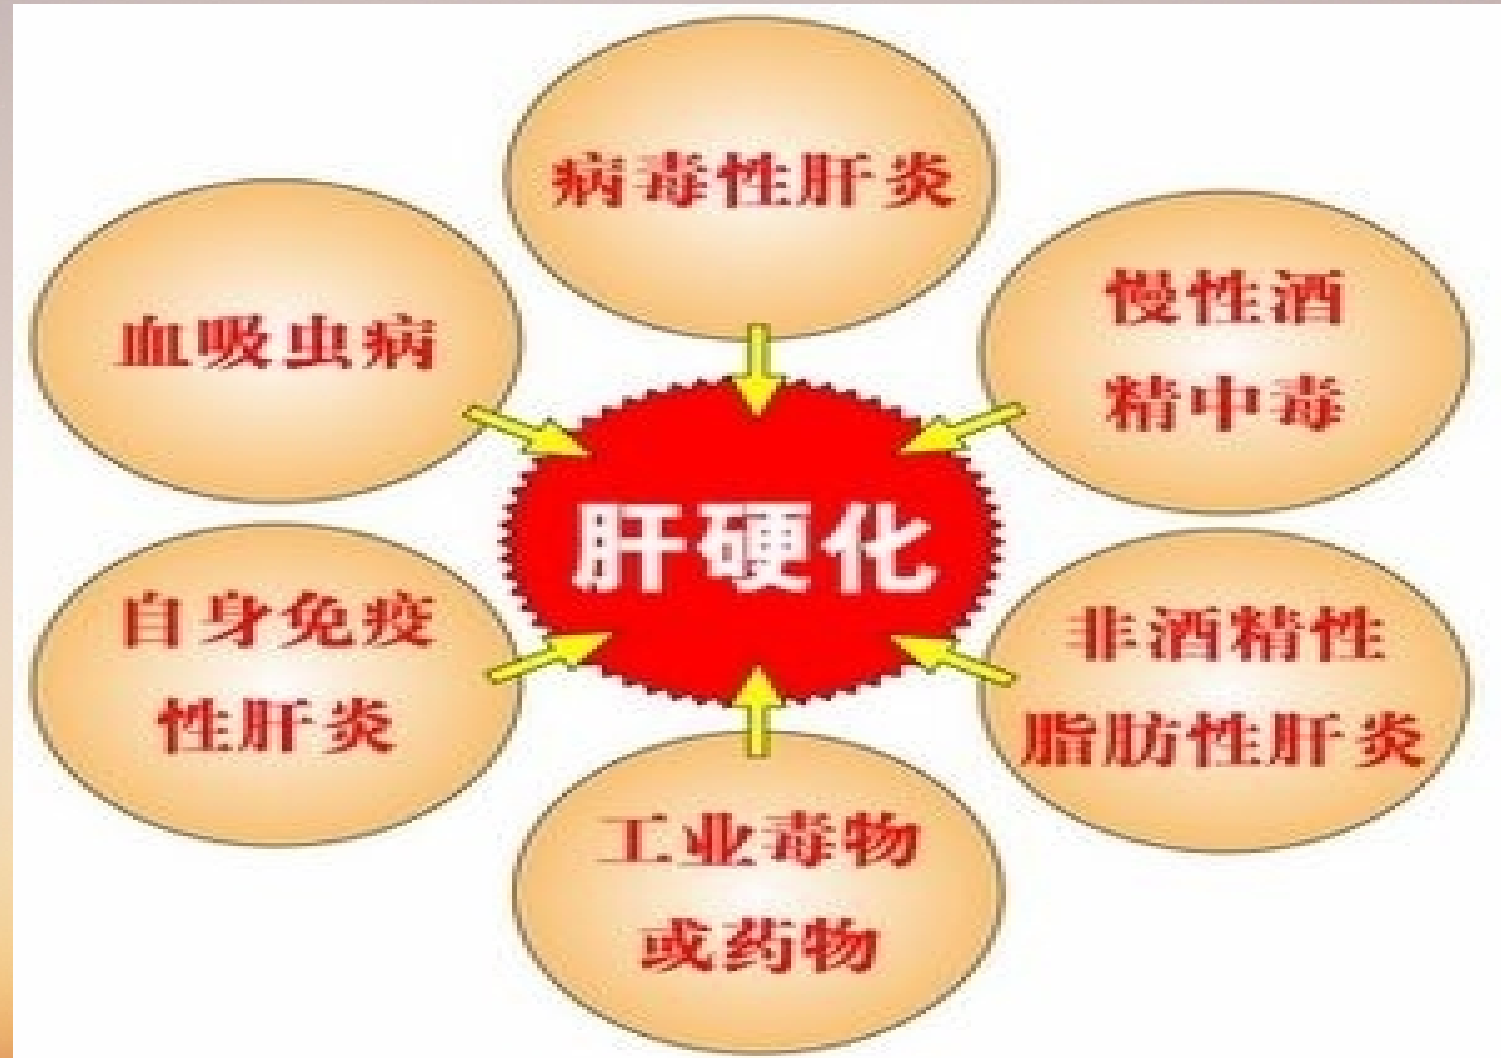 病毒性肝炎
血吸虫病
慢性酒
精中毒
肝硬化
自身免疫
性肝炎
非酒精性
脂肪性肝炎
工业毒物
或药物